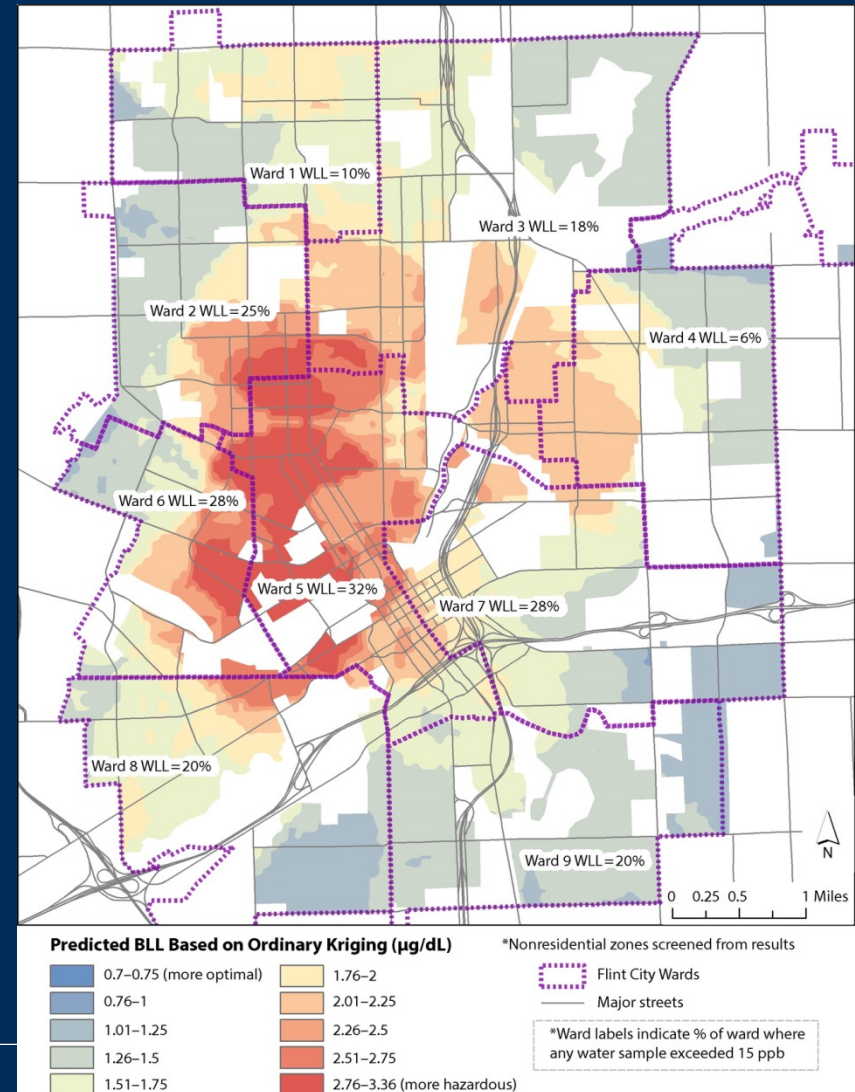 Ward 1 WLL=10%
Ward 3 WLL=18%
Ward 2 WLL=25%
Ward 4 WLL=6%
Ward 6 WLL=28%
Ward 5 WLL=32%
Ward 7 WLL=28%
Ward 8 WLL=20%
Ward 9 WLL=20%
N
0 0.25 0.5 1 Miles
Predicted BLL Based on Ordinary Kriging (µg/dL)
0.7–0.75 (more optimal)
0.76–1
1.01–1.25
1.26–1.5
1.51–1.75
1.76–2
2.01–2.25
2.26–2.5
2.51–2.75
2.76–3.36 (more hazardous)
*Nonresidential zones screened from results
Flint City Wards
Major streets
*Ward labels indicate % of ward where
any water sample exceeded 15 ppb